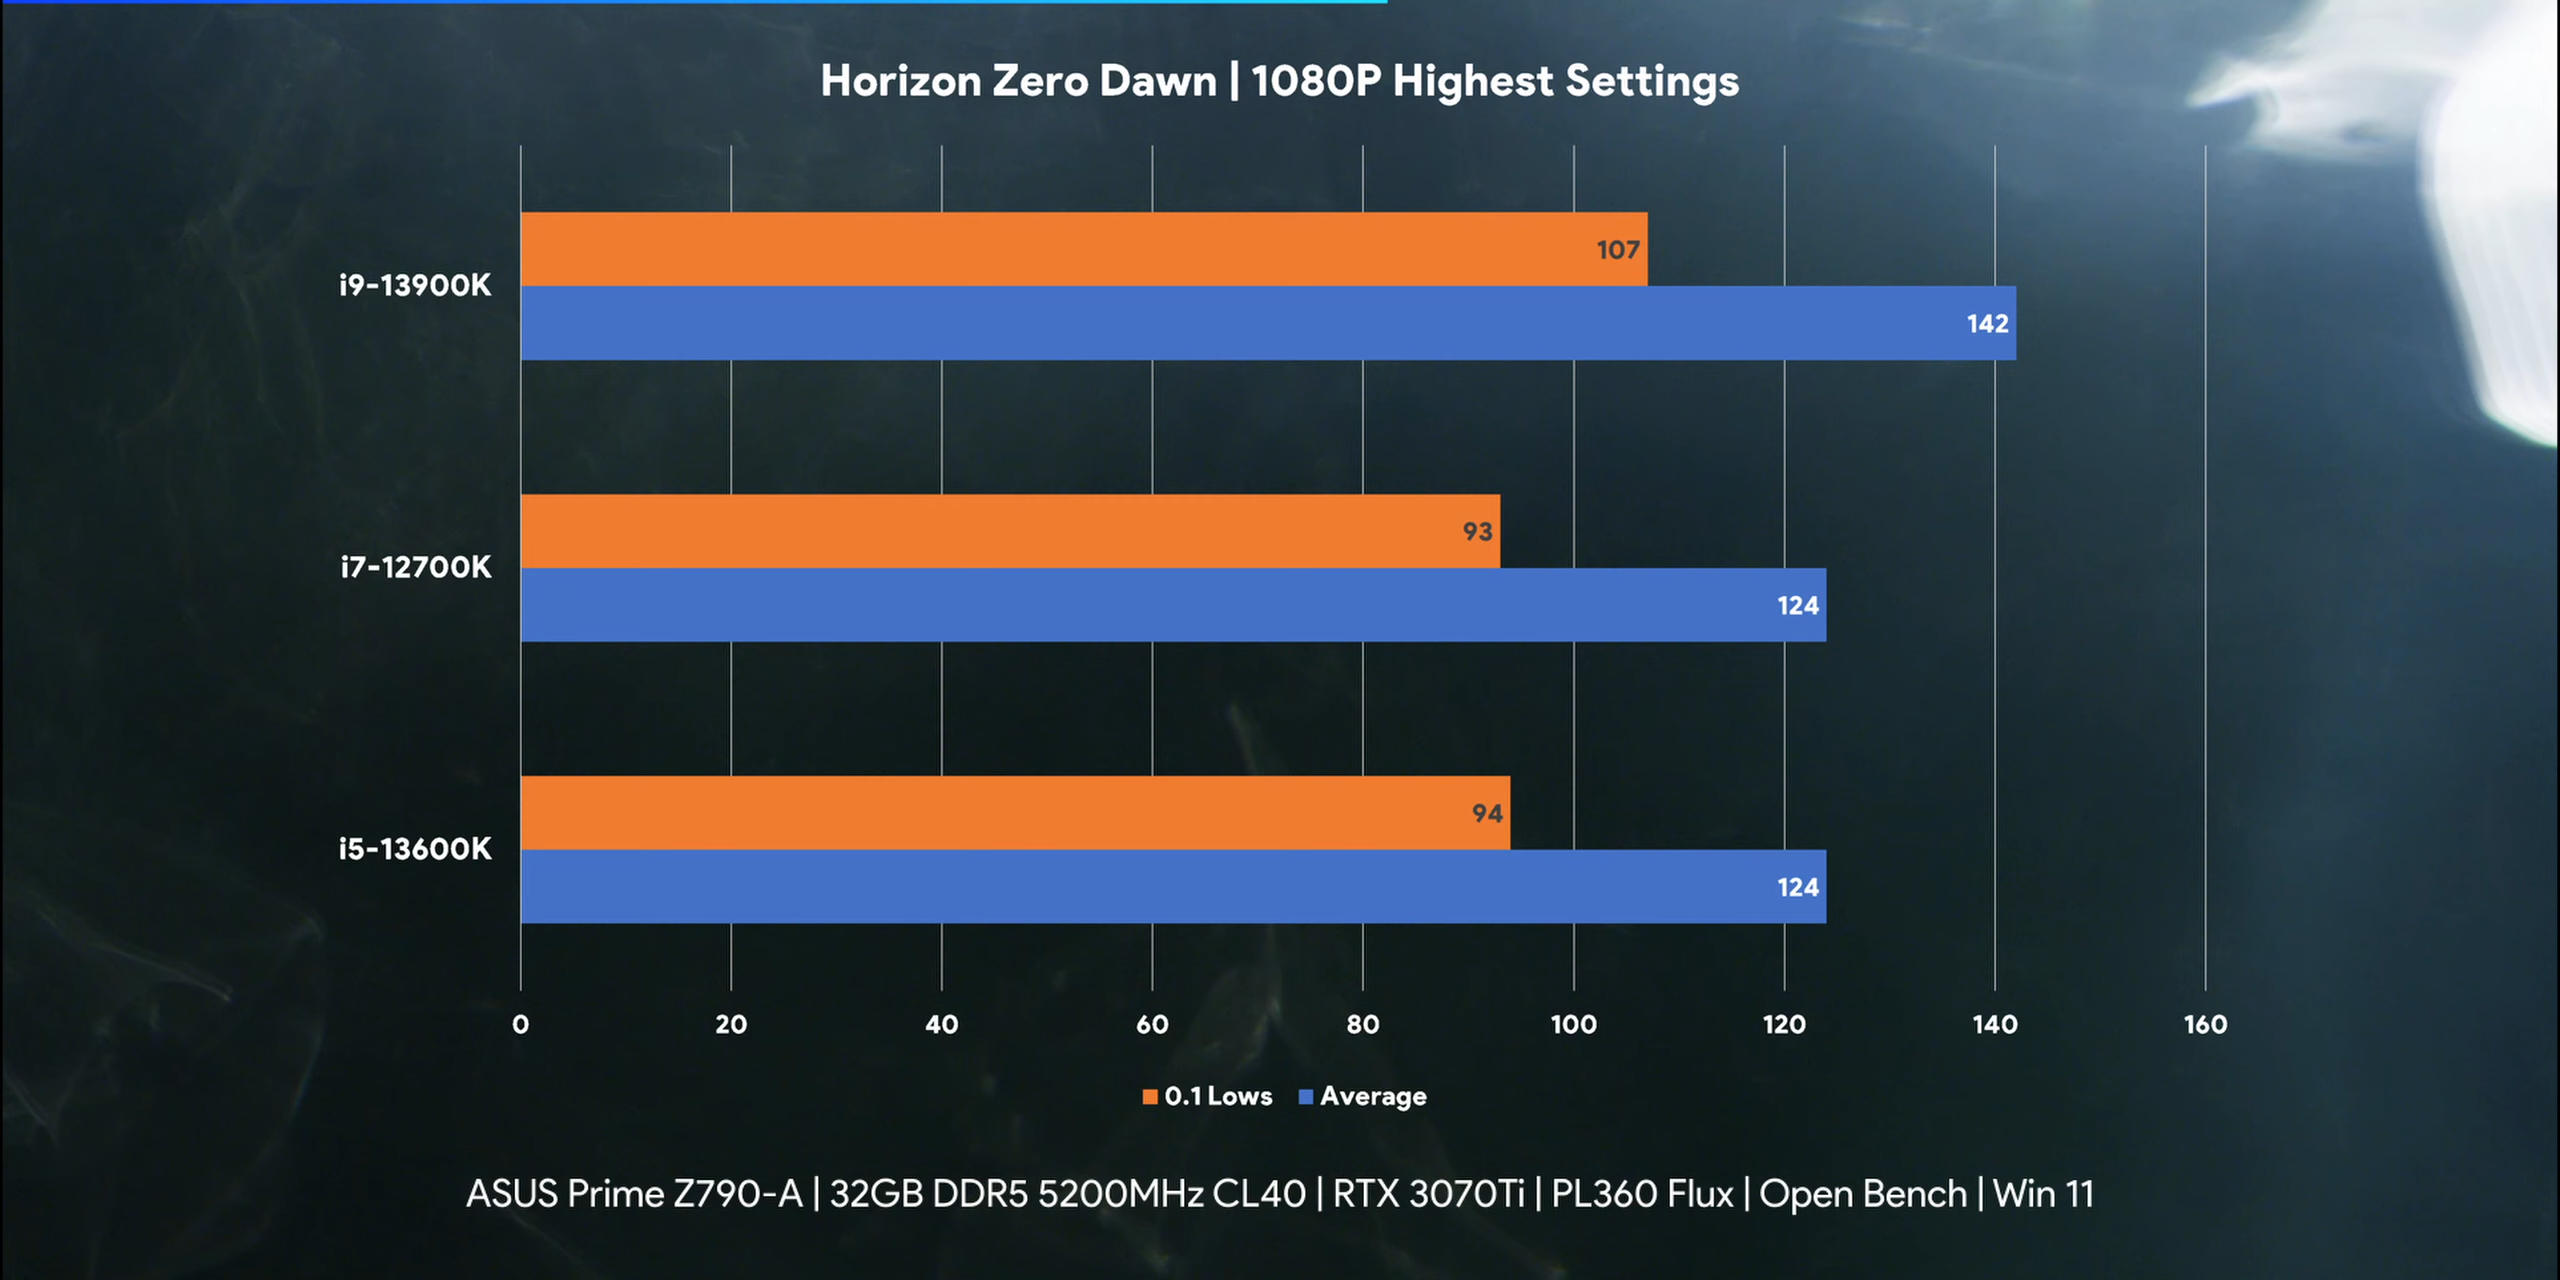 Horizon Zero Dawn | 1080P Highest Settings
i9-13900K
107
142
i7-12700K
93
124
i5-13600K
94
124
0 20 40 60 80 100 120 140 160
0.1 Lows Average
ASUS Prime Z790-A | 32GB DDR5 5200MHz CL40 | RTX 3070Ti | PL360 Flux | Open Bench | Win 11